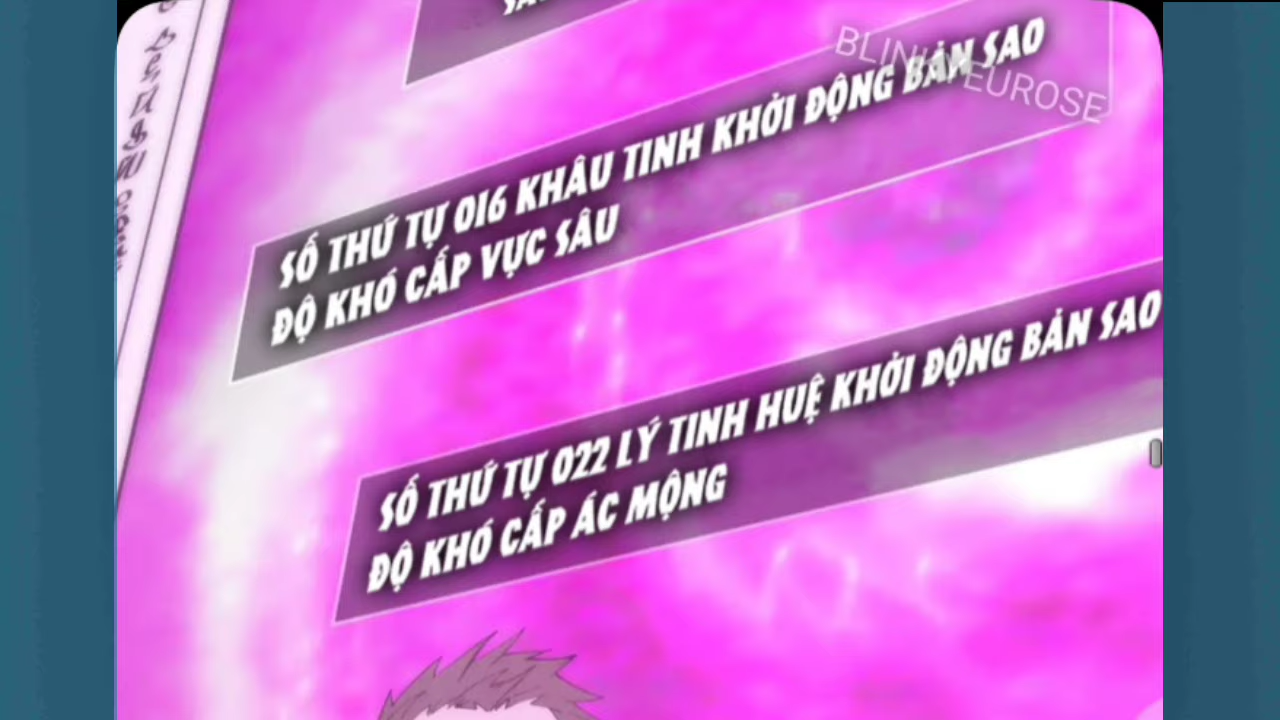 BLINKVEUROSE
SỐ THỨ TỰ 016 KHÂU TINH KHỞI ĐỘNG BẢN SAO
ĐỘ KHÓ CẤP VỰC SÂU
SỐ THỨ TỰ 022 LÝ TINH HUỆ KHỞI ĐỘNG BẢN SAO
ĐỘ KHÓ CẤP ÁC MỘNG